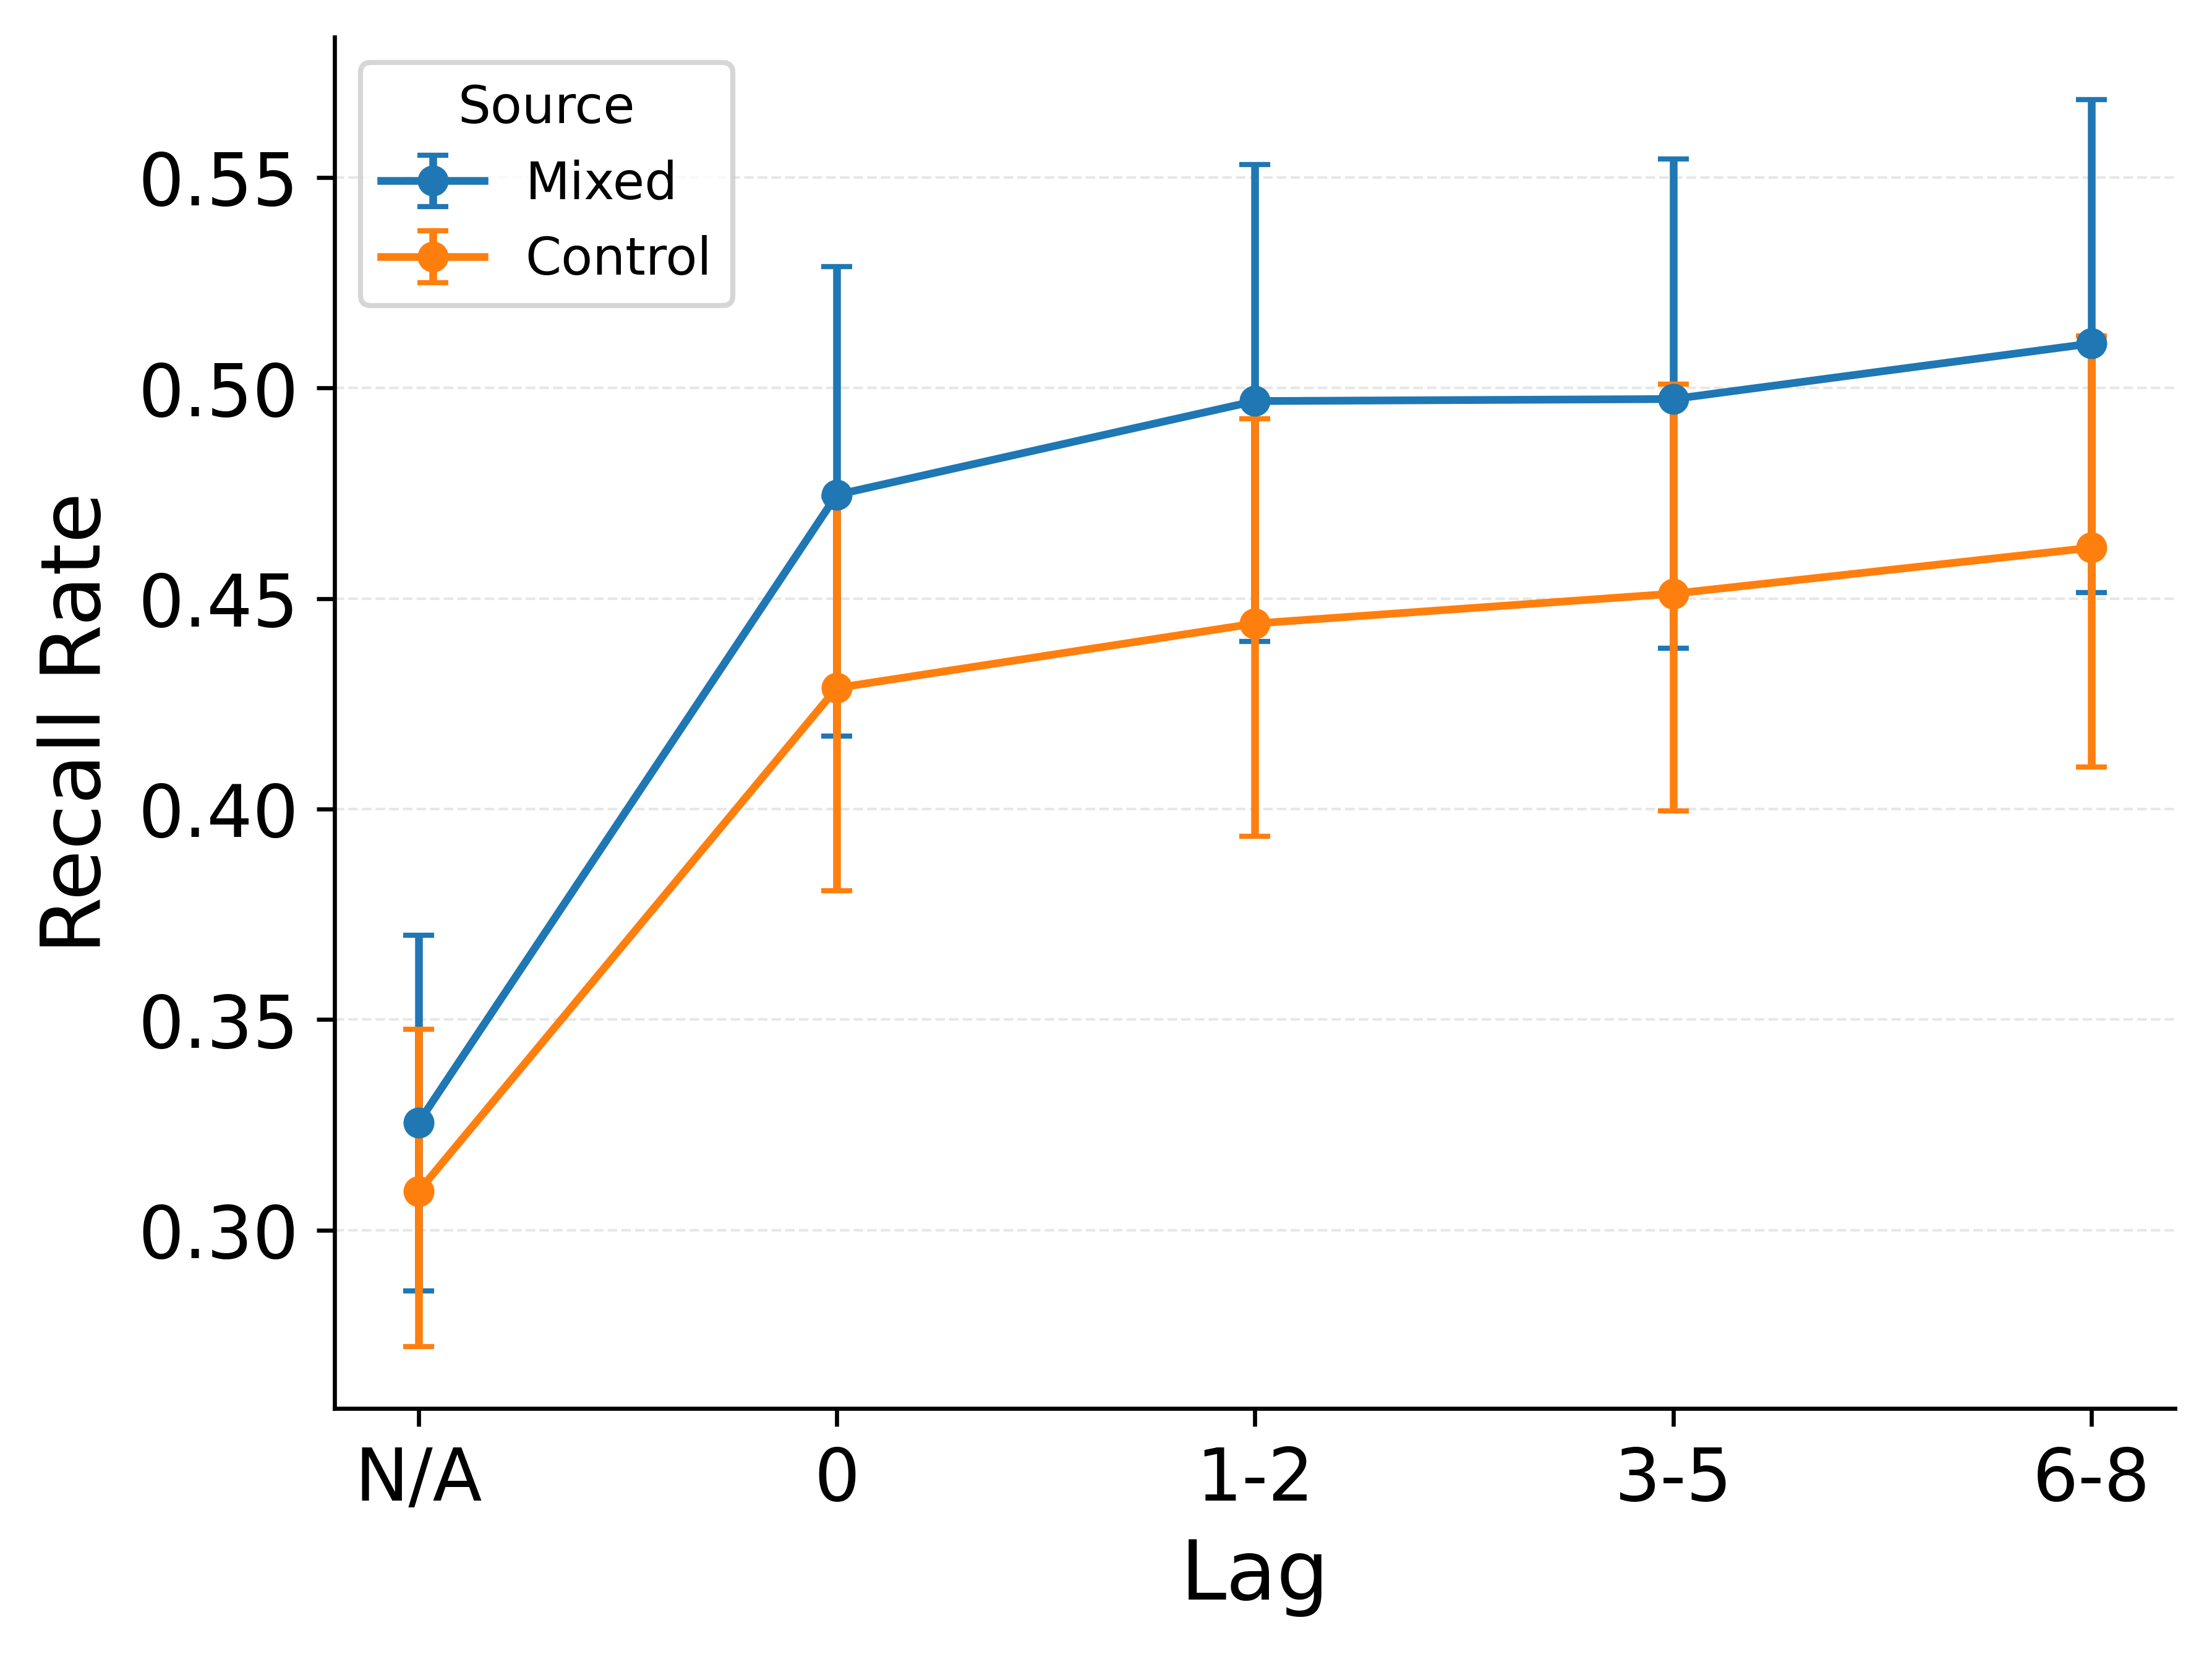 Source
Mixed
Control
0.55
0.50
0.45
0.40
0.35
0.30
Recall Rate
N/A 0 1-2 3-5 6-8
Lag